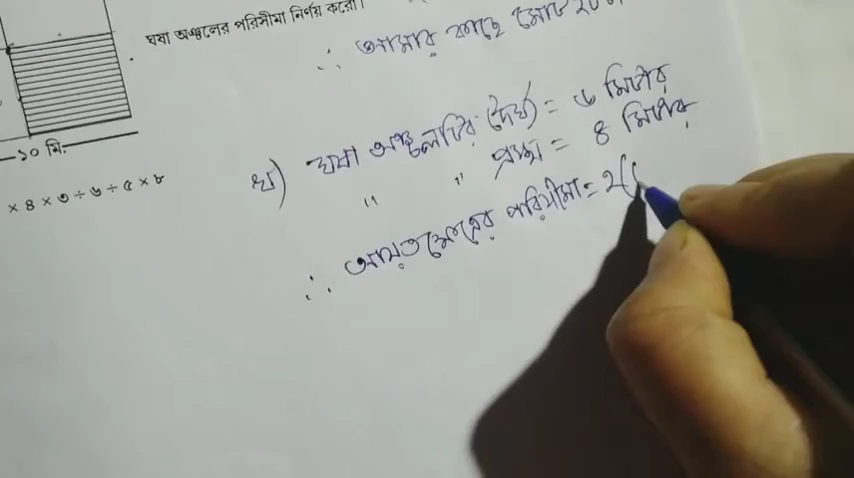 ঘষা অঞ্চলের পরিসীমা নির্ণয় করো।
১০ মি.
× ৪ × ৩ ÷ ৬ ÷ ৫ × ৮
∴ আমার কাছে মোট
খ) ঘষা অঞ্চলটির দৈর্ঘ্য = ৬ মিটার
" " প্রস্থ = ৪ মিটার
∴ আয়তক্ষেত্রের পরিসীমা = ২(